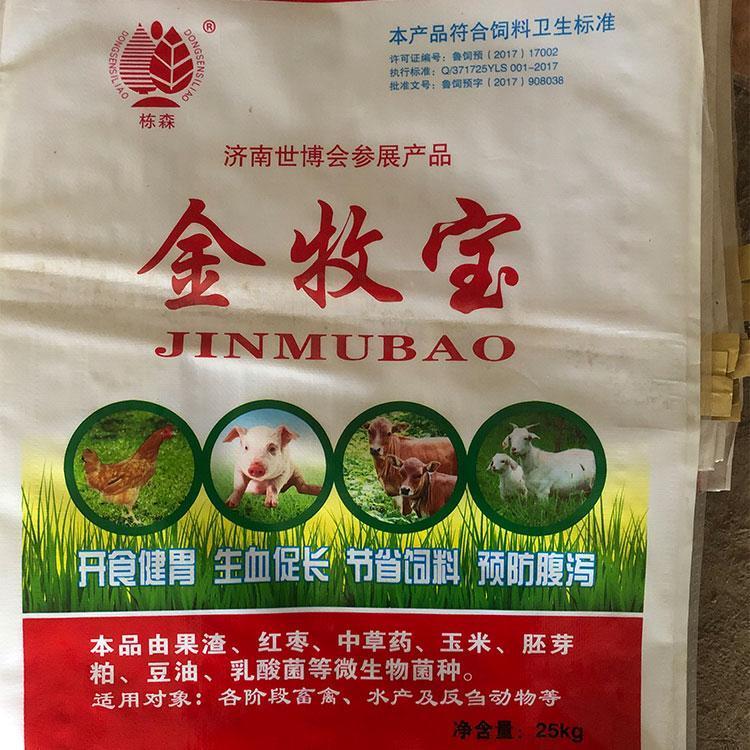 DONGSENSILIAO
DONGSENSILIAO
®
栋森
本产品符合饲料卫生标准
许可证编号：鲁饲预（2017）17002
执行标准：Q/371725YLS 001-2017
批准文号：鲁饲预字（2017）908038
济南世博会参展产品
金牧宝
JINMUBAO
开食健胃 生血促长 节省饲料 预防腹泻
本品由果渣、红枣、中草药、玉米、胚芽
粕、豆油、乳酸菌等微生物菌种。
适用对象：各阶段畜禽、水产及反刍动物等
净含量：25kg